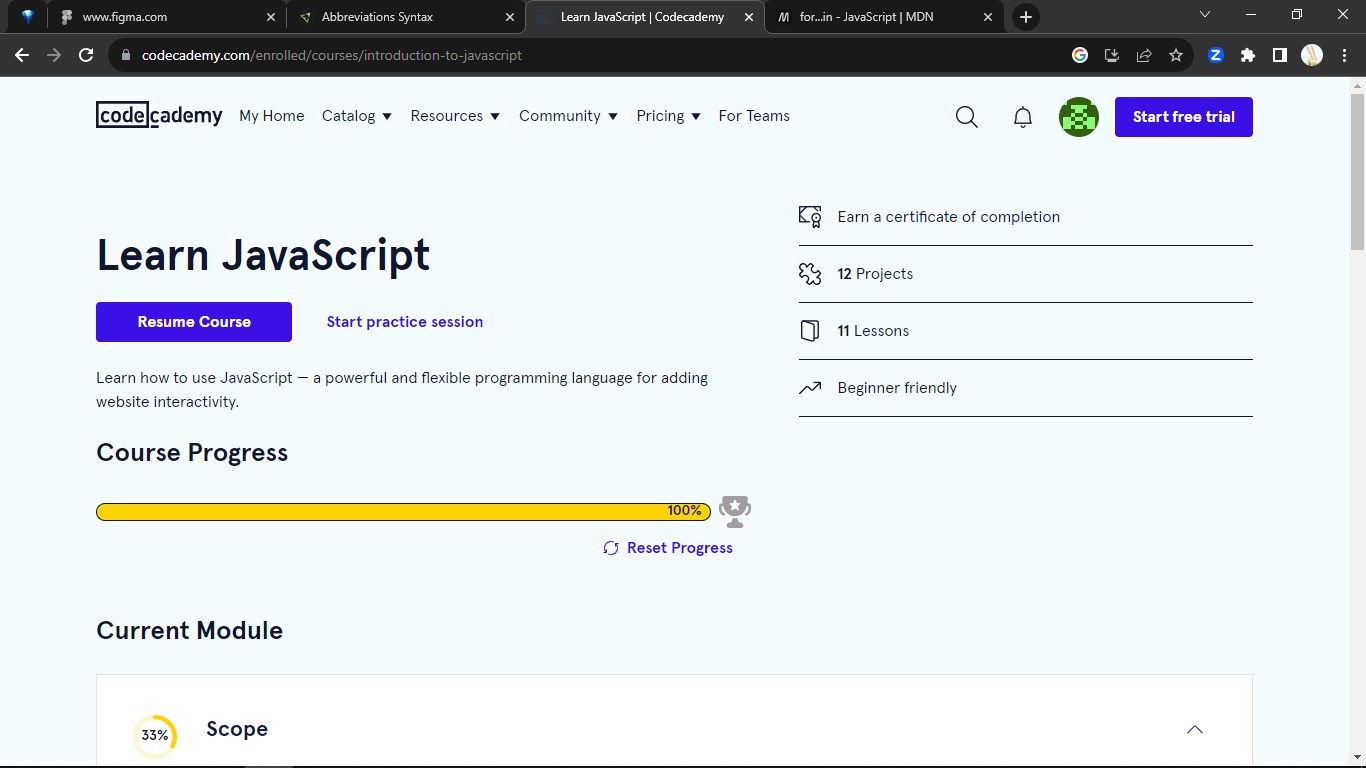 www.figma.com
Abbreviations Syntax
Learn JavaScript | Codecademy
for...in - JavaScript | MDN
codecademy.com/enrolled/courses/introduction-to-javascript
codecademy
My Home
Catalog
Resources
Community
Pricing
For Teams
Start free trial
Learn JavaScript
Resume Course
Start practice session
Learn how to use JavaScript — a powerful and flexible programming language for adding
website interactivity.
Earn a certificate of completion
12 Projects
11 Lessons
Beginner friendly
Course Progress
100%
Reset Progress
Current Module
33%
Scope